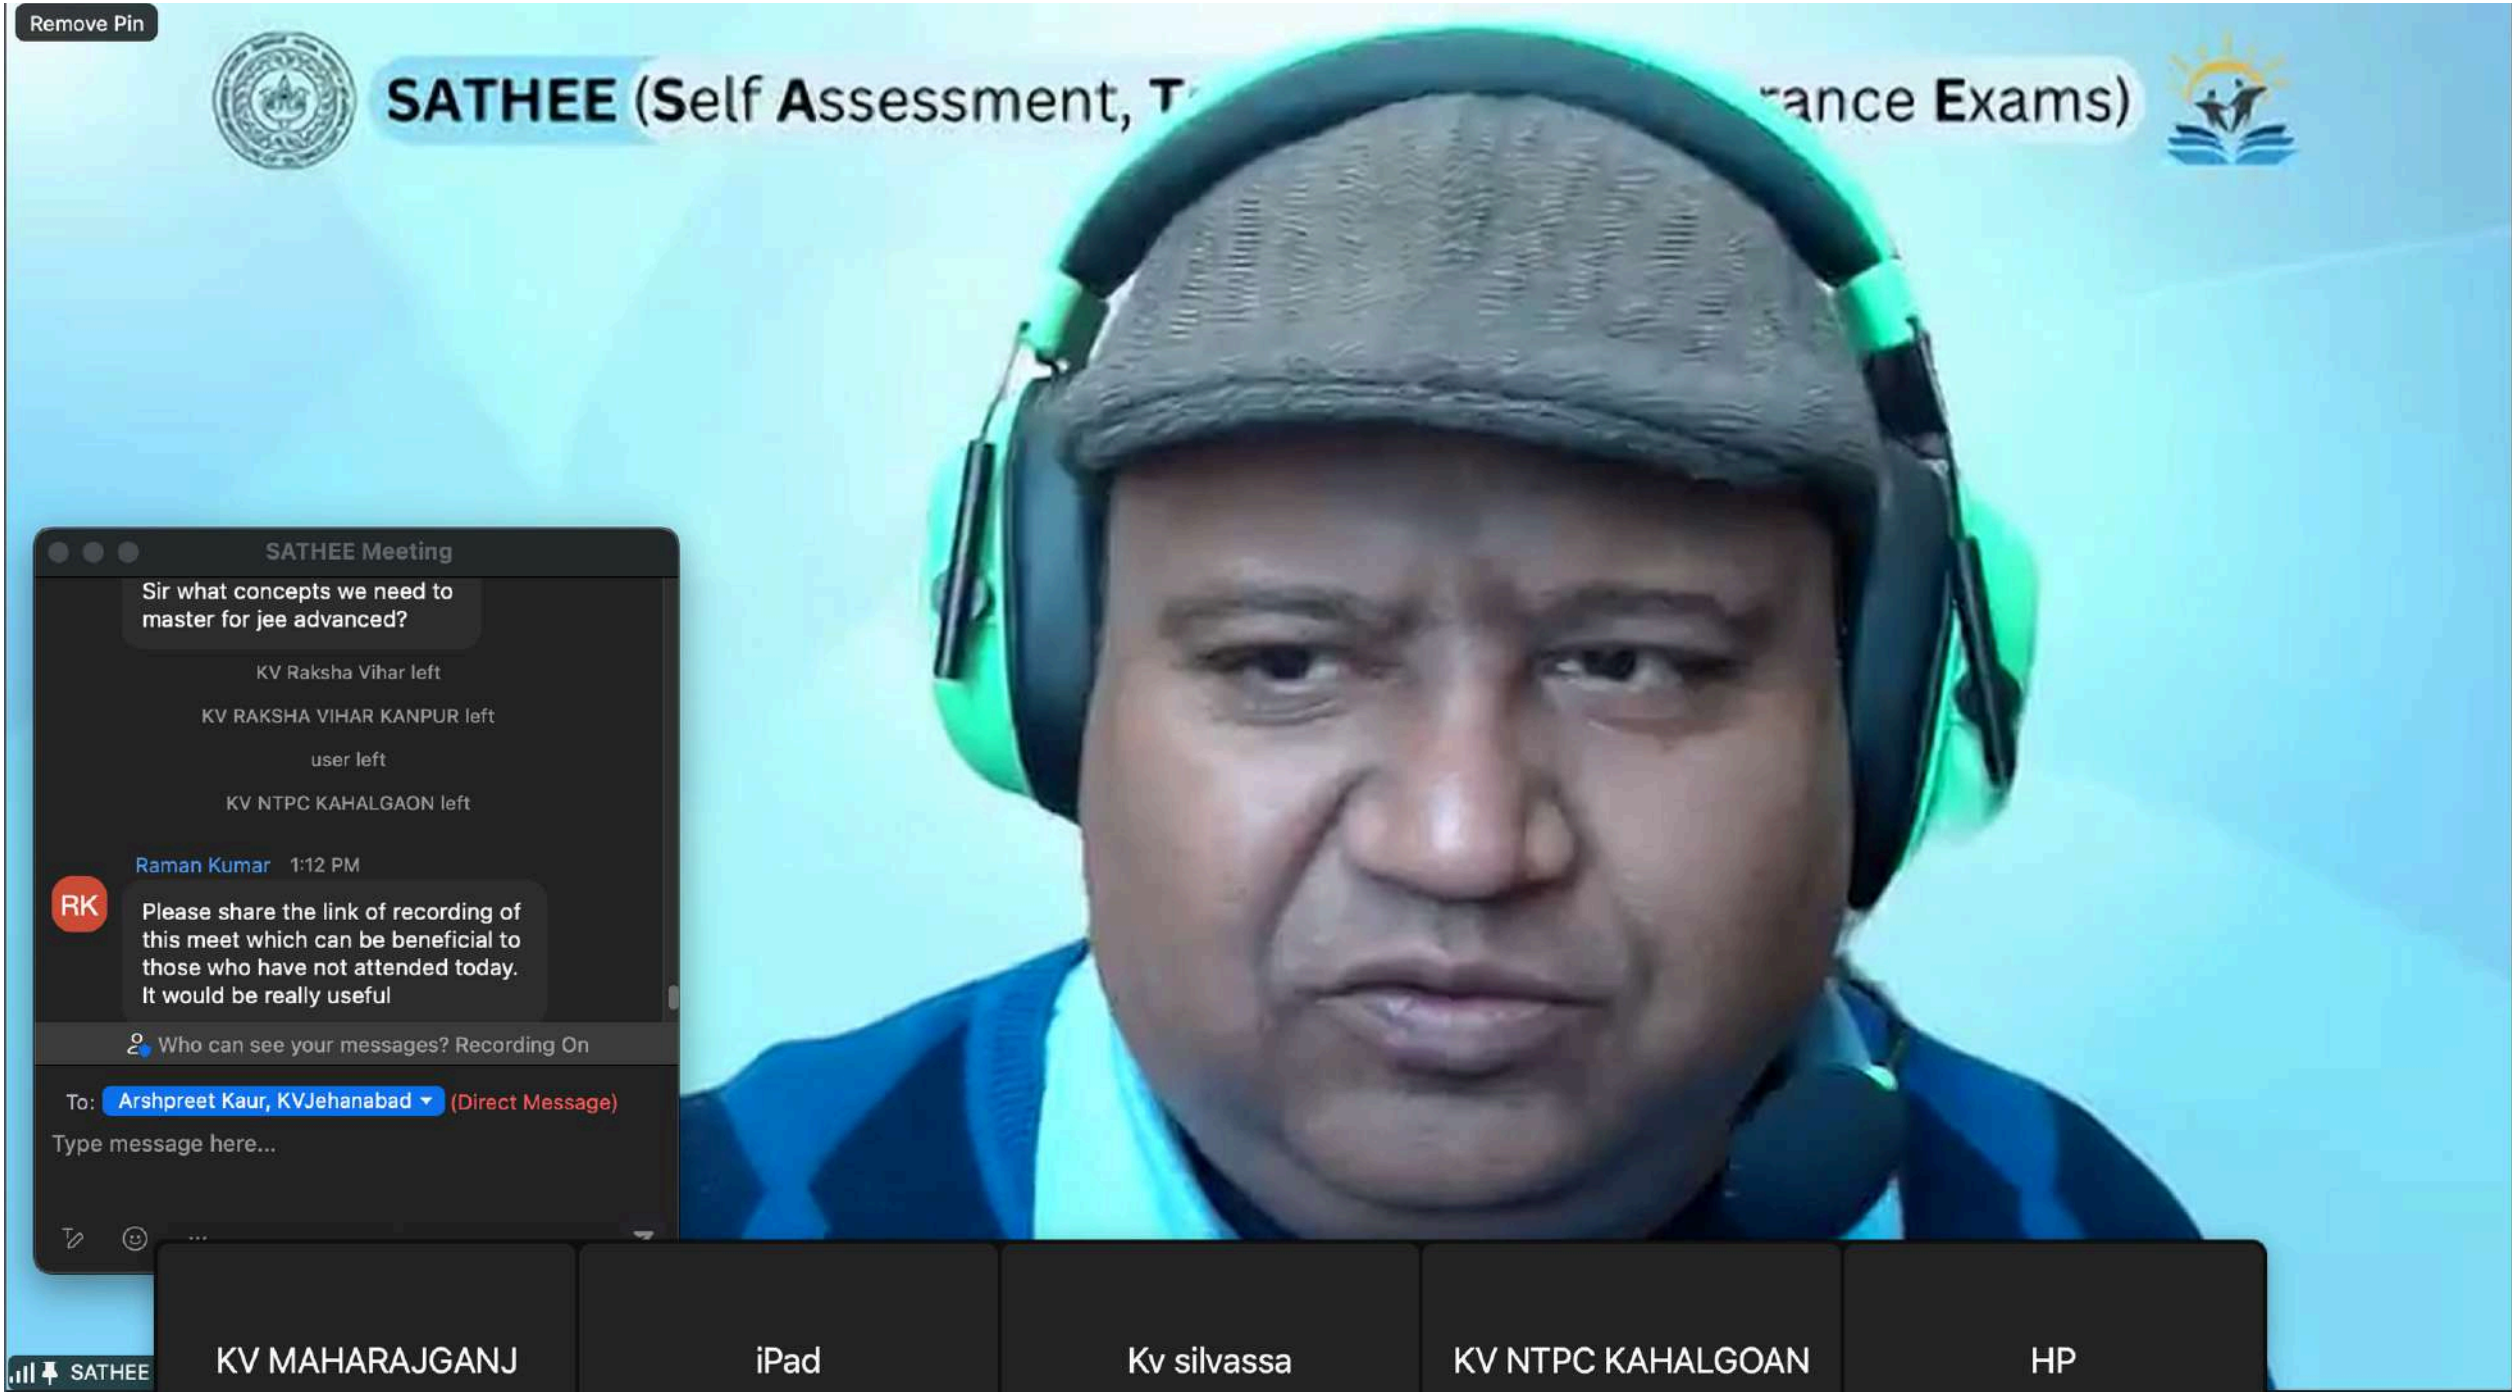 Remove Pin
SATHEE (Self Assessment, T
rance Exams)
SATHEE Meeting
Sir what concepts we need to
master for jee advanced?
KV Raksha Vihar left
KV RAKSHA VIHAR KANPUR left
user left
KV NTPC KAHALGAON left
Raman Kumar 1:12 PM
RK
Please share the link of recording of
this meet which can be beneficial to
those who have not attended today.
It would be really useful
Who can see your messages? Recording On
To: Arshpreet Kaur, KVJehanabad (Direct Message)
Type message here...
SATHEE
KV MAHARAJGANJ
iPad
Kv silvassa
KV NTPC KAHALGOAN
HP